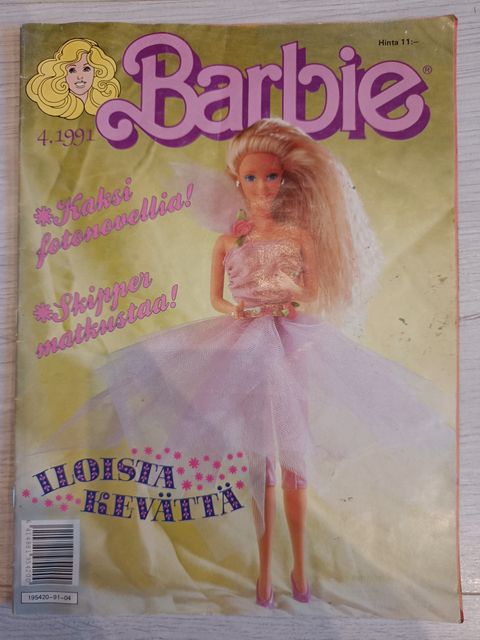 Hinta 11:–
Barbie®
4.1991
*Kaksi
fotonovellia!
*Skipper
matkustaa!
ILOISTA
KEVÄTTÄ
195420-91-04